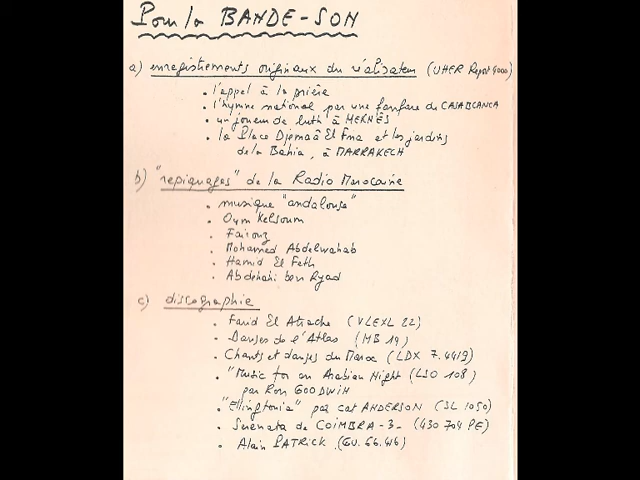 Pour la BANDE-SON
a) enregistrements originaux du réalisateur (UHER Report 4000)
• l'appel à la prière
• l'hymne national par une fanfare de CASABLANCA
• un joueur de luth à MEKNÈS
• la Place Djemaâ El Fna et les jardins
de la Bahia, à MARRAKECH
b) "repiquages" de la Radio Marocaine
• musique "andalouse"
• Oum Kelsoum
• Fairouz
• Mohamed Abdelwahab
• Hamid El Feth
• Abdehahi ben Ryad
c) discographie
• Farid El Atrache (VLEXL 22)
• Danses de l'Atlas (MB 19)
• Chants et danses du Maroc (LDX 7.4419)
• "Music for an Arabian Night (LSO 108)
par Ron GOODWIN
• "Ellingtonia" par cat ANDERSON (SL 1050)
• Serenata de COIMBRA -3- (430 704 PE)
• Alain PATRICK (GU.66.416)